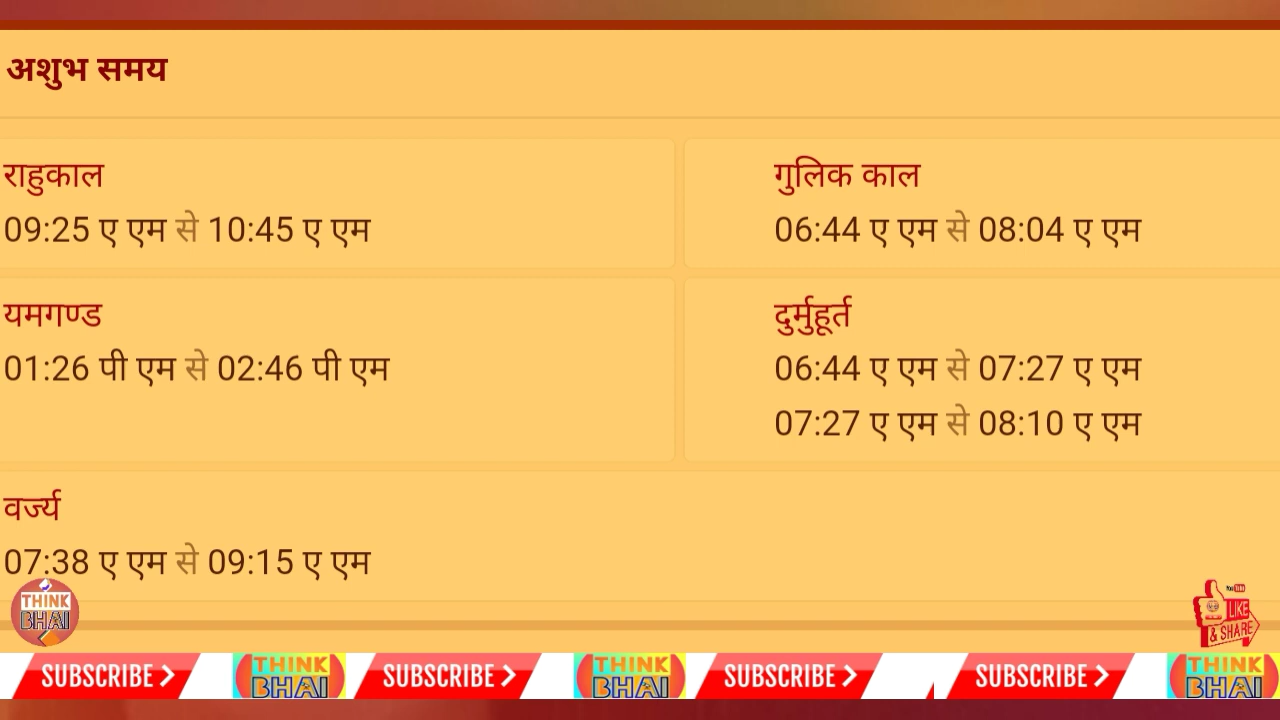 अशुभ समय
राहुकाल
09:25 ए एम से 10:45 ए एम
गुलिक काल
06:44 ए एम से 08:04 ए एम
यमगण्ड
01:26 पी एम से 02:46 पी एम
दुर्मुहूर्त
06:44 ए एम से 07:27 ए एम
07:27 ए एम से 08:10 ए एम
वर्ज्य
07:38 ए एम से 09:15 ए एम
THINK
BHAI
YouTube
LIKE
& SHARE
SUBSCRIBE THINK BHAI SUBSCRIBE THINK BHAI SUBSCRIBE SUBSCRIBE THINK BHAI